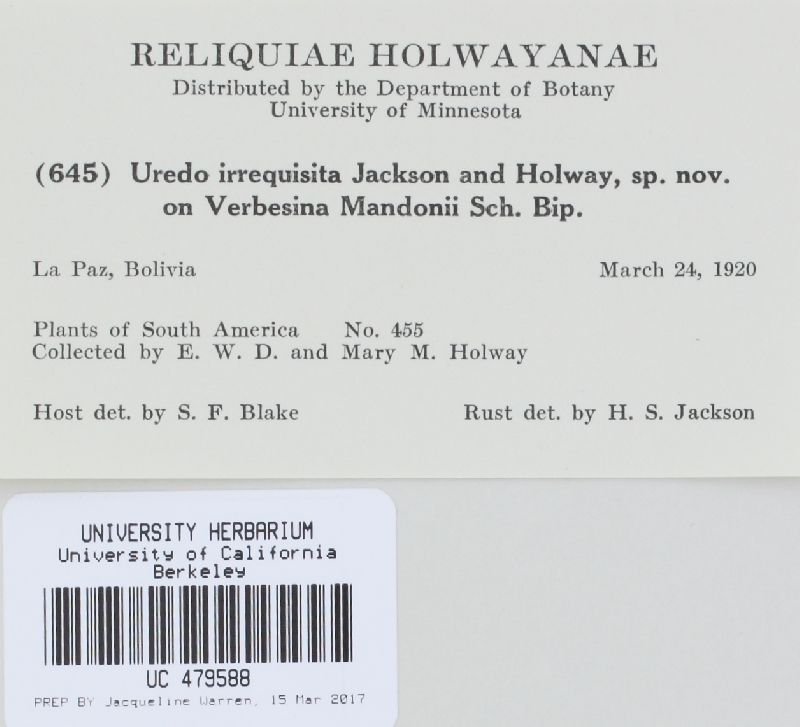 RELIQUIAE HOLWAYANAE
Distributed by the Department of Botany
University of Minnesota
(645) Uredo irrequisita Jackson and Holway, sp. nov.
on Verbesina Mandonii Sch. Bip.
La Paz, Bolivia March 24, 1920
Plants of South America No. 455
Collected by E. W. D. and Mary M. Holway
Host det. by S. F. Blake Rust det. by H. S. Jackson
UNIVERSITY HERBARIUM
University of California
Berkeley
UC 479588
PREP BY Jacqueline Warren, 15 Mar 2017